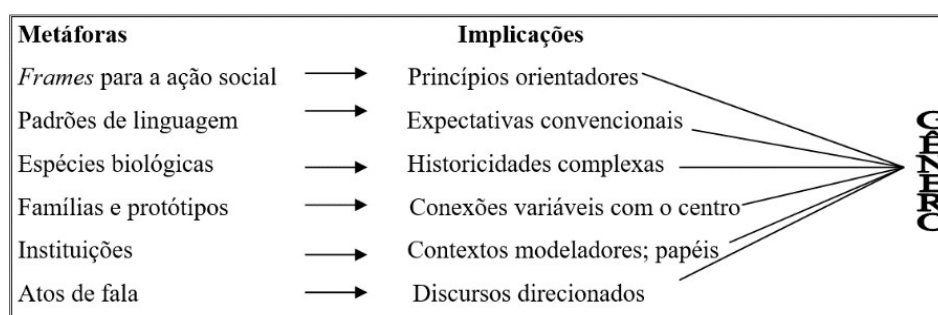 Metáforas Implicações
Frames para a ação social Princípios orientadores
Padrões de linguagem Expectativas convencionais
Espécies biológicas Historicidades complexas
Famílias e protótipos Conexões variáveis com o centro
Instituições Contextos modeladores; papéis
Atos de fala Discursos direcionados
GÊNERO